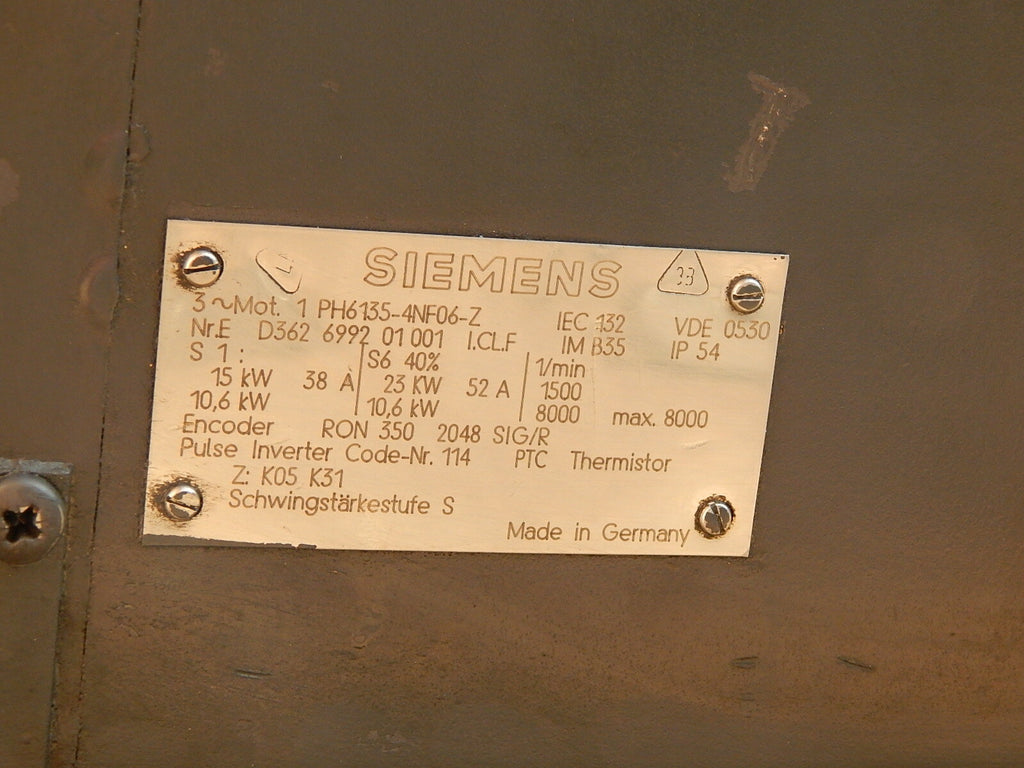 SIEMENS
3~Mot. 1 PH6135-4NF06-Z IEC 132 VDE 0530
Nr.E D362 6992 01 001 I.CL.F IM B35 IP 54
S 1 : S6 40% 1/min
15 kW 38 A 23 KW 52 A 1500
10,6 kW 10,6 kW 8000 max. 8000
Encoder RON 350 2048 SIG/R
Pulse Inverter Code-Nr. 114 PTC Thermistor
Z: K05 K31
Schwingstärkestufe S
Made in Germany